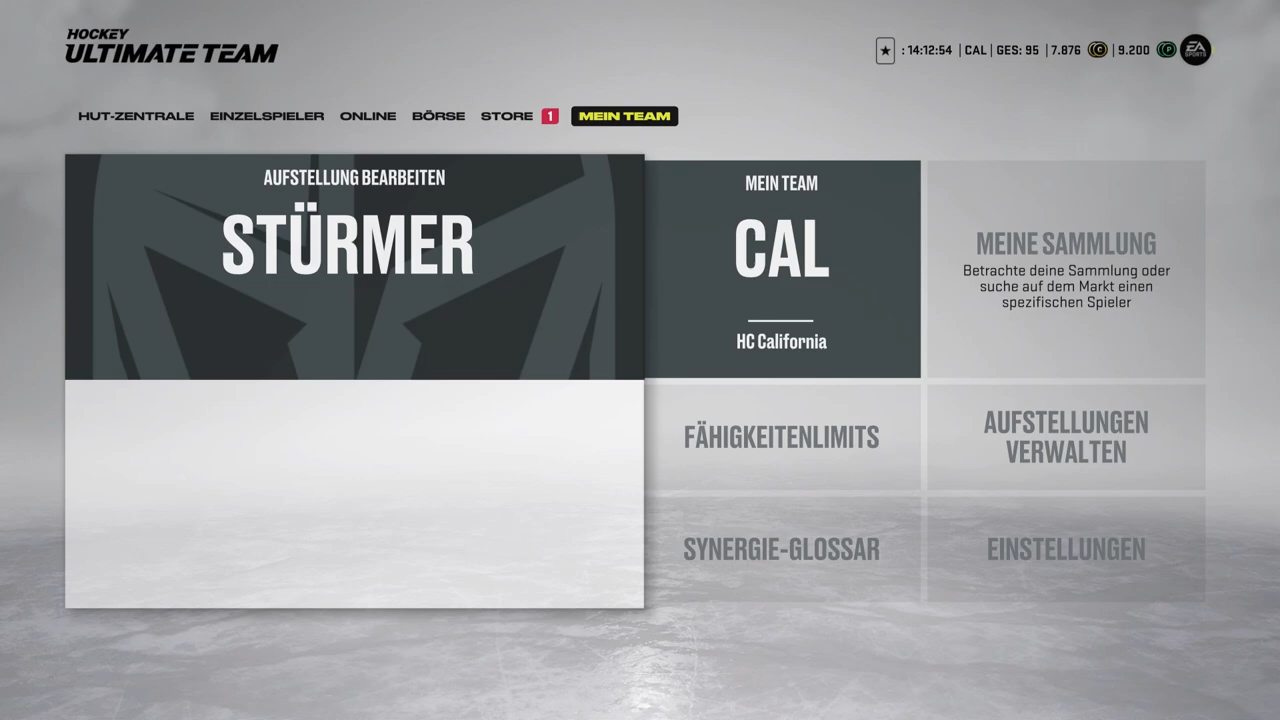 HOCKEY
ULTIMATE TEAM
★ : 14:12:54 | CAL | GES: 95 | 7.876 G | 9.200 P EA SPORTS
HUT-ZENTRALE EINZELSPIELER ONLINE BÖRSE STORE 1 MEIN TEAM
AUFSTELLUNG BEARBEITEN
STÜRMER
MEIN TEAM
CAL
HC California
MEINE SAMMLUNG
Betrachte deine Sammlung oder
suche auf dem Markt einen
spezifischen Spieler
FÄHIGKEITENLIMITS
AUFSTELLUNGEN
VERWALTEN
SYNERGIE-GLOSSAR
EINSTELLUNGEN